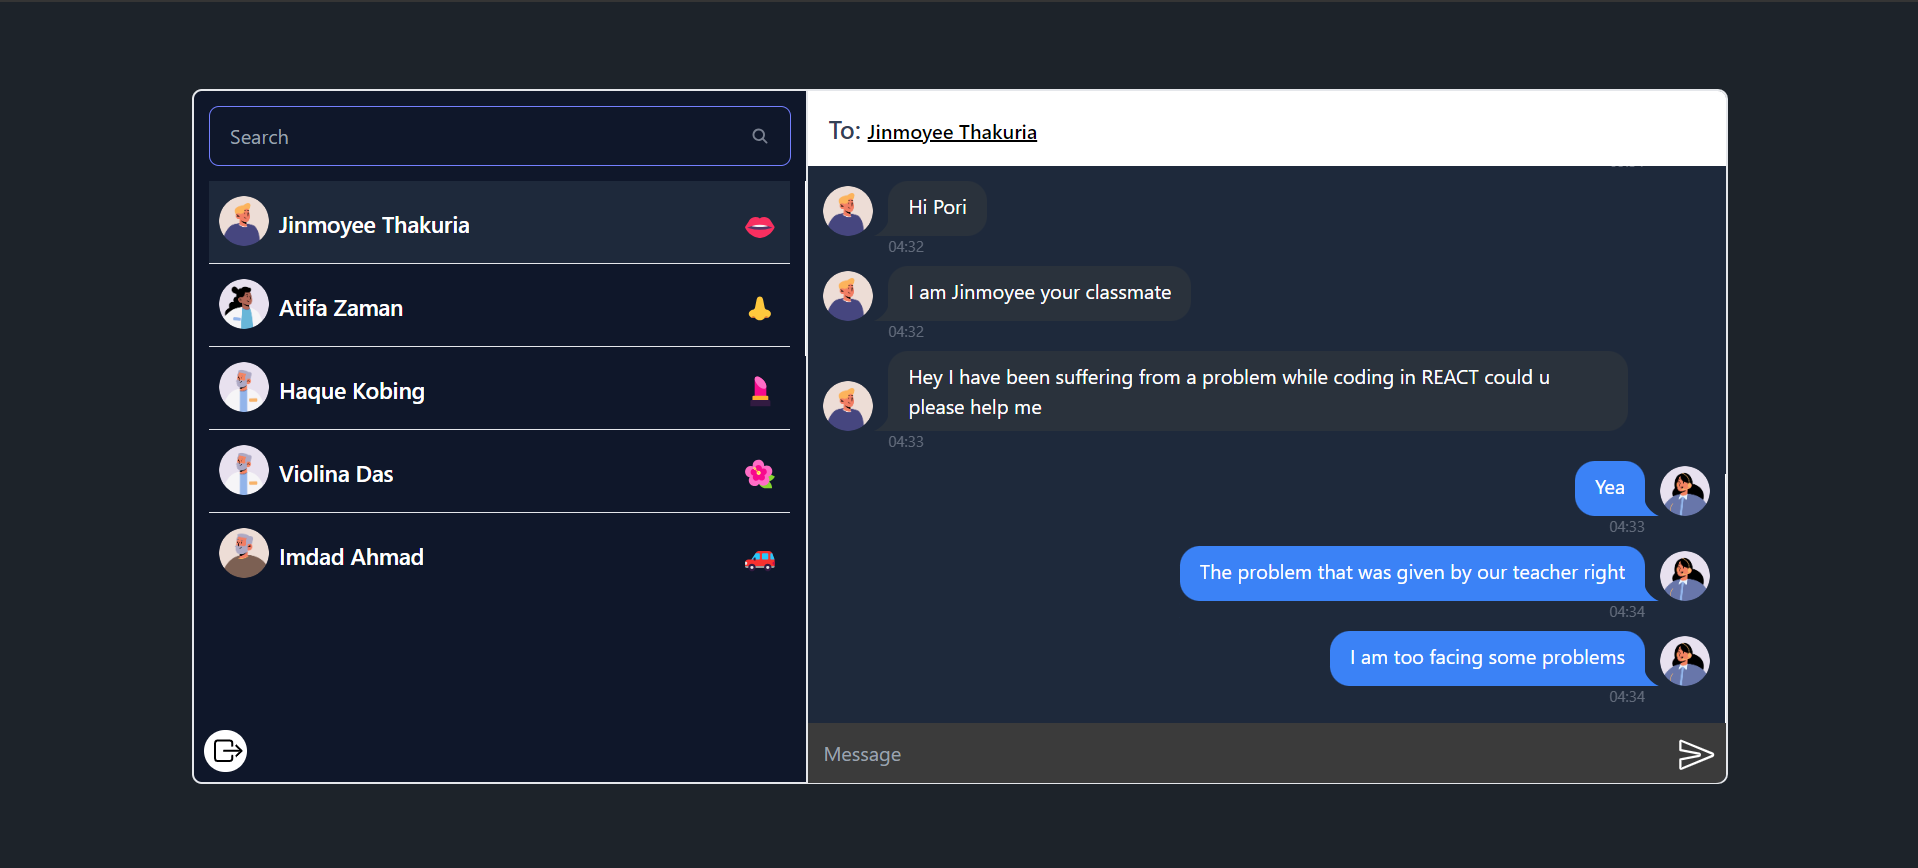 Search
Jinmoyee Thakuria
Atifa Zaman
Haque Kobing
Violina Das
Imdad Ahmad
To: Jinmoyee Thakuria
Hi Pori
04:32
I am Jinmoyee your classmate
04:32
Hey I have been suffering from a problem while coding in REACT could u
please help me
04:33
Yea
04:33
The problem that was given by our teacher right
04:34
I am too facing some problems
04:34
Message